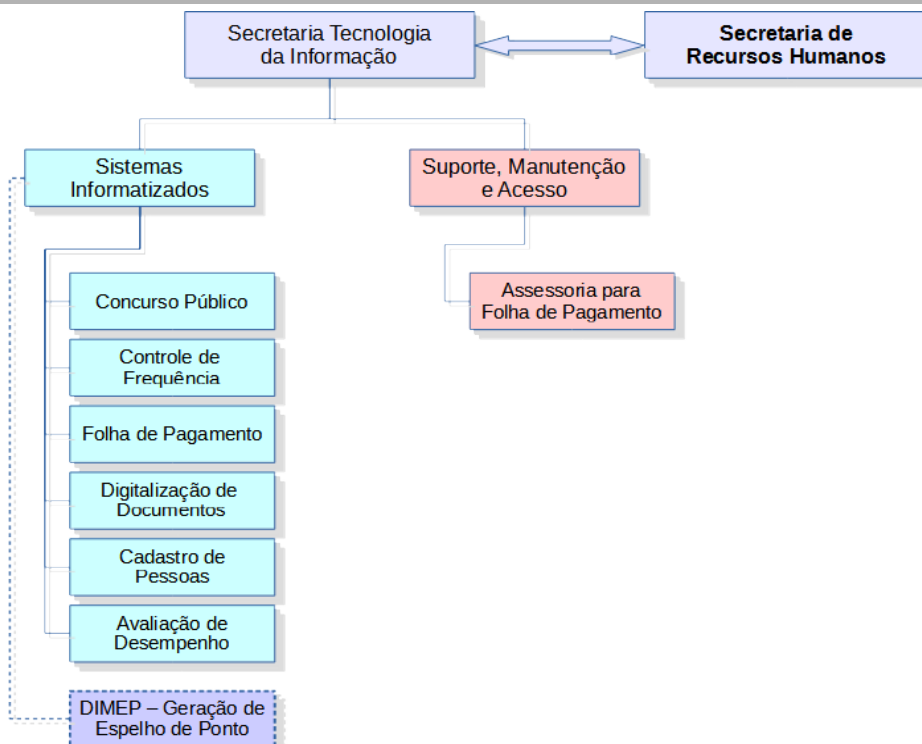 Secretaria Tecnologia
da Informação
Secretaria de
Recursos Humanos
Sistemas
Informatizados
Suporte, Manutenção
e Acesso
Concurso Público
Assessoria para
Folha de Pagamento
Controle de
Frequência
Folha de Pagamento
Digitalização de
Documentos
Cadastro de
Pessoas
Avaliação de
Desempenho
DIMEP – Geração de
Espelho de Ponto